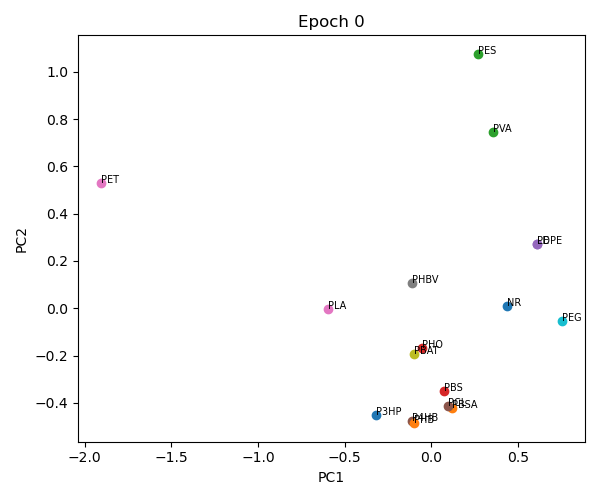 Epoch 0
PES
PVA
PET
LDPE
PHBV
PLA
NR
PEG
PHO
PBAT
PBS
PCL
PBSA
P3HP
P4HB
PHB
1.0
0.8
0.6
0.4
0.2
0.0
−0.2
−0.4
PC2
−2.0
−1.5
−1.0
−0.5
0.0
0.5
PC1